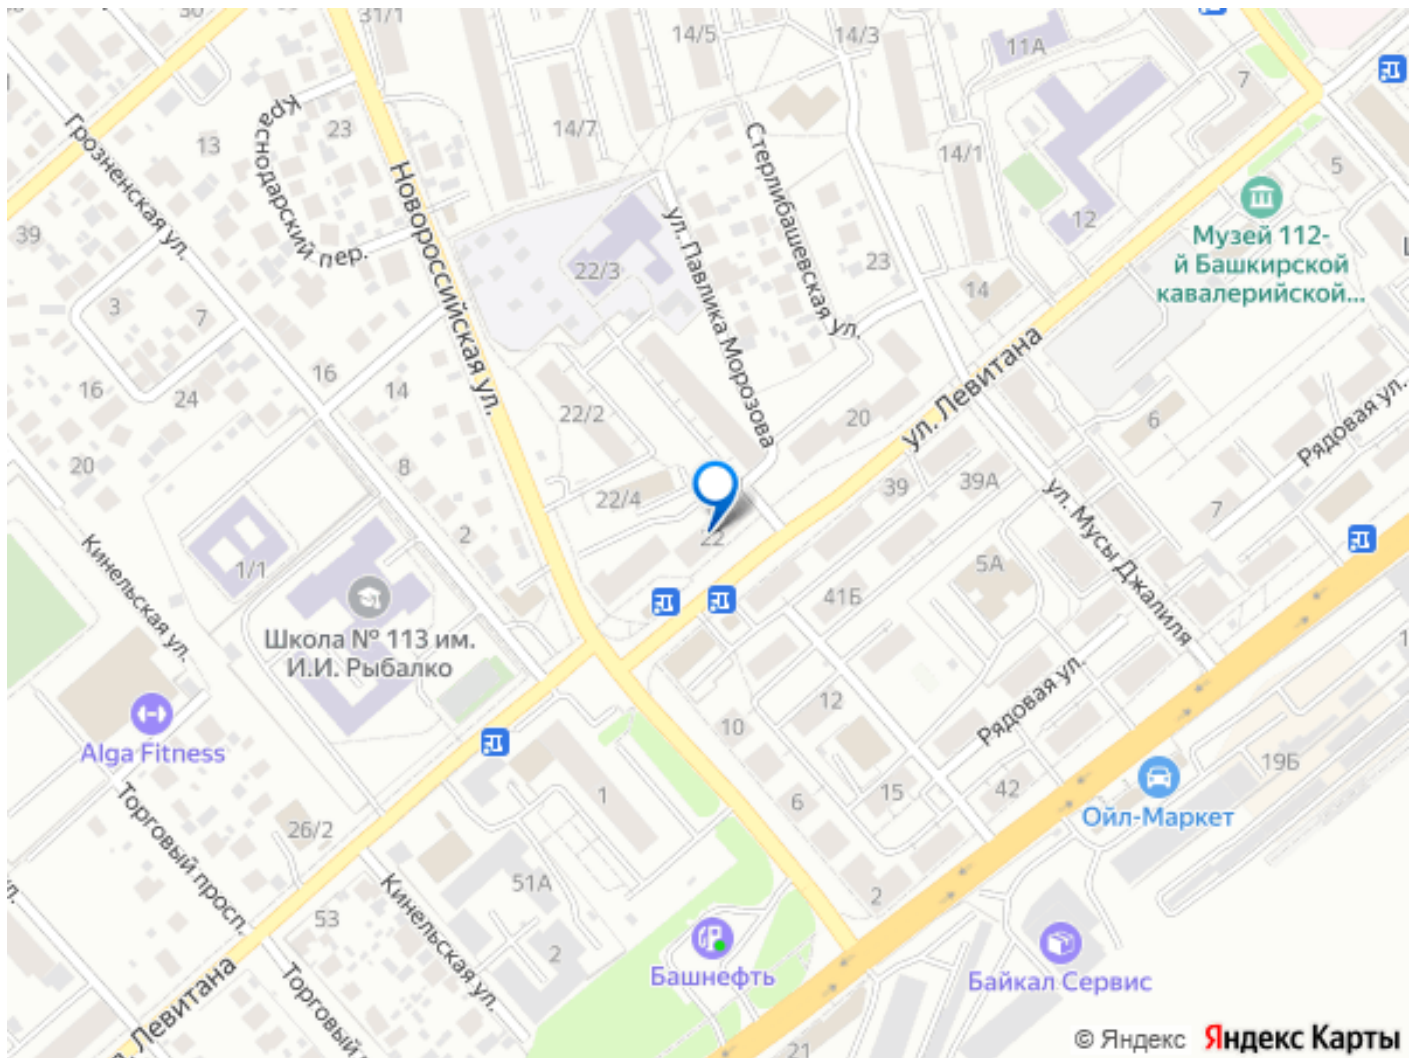 30
31/1
14/5
14/3
11А
7
Краснодарский пер.
23
13
14/7
14/1
5
Грозненская ул.
Новороссийская ул.
Стерлибашевская ул.
ул. Павлика Морозова
12
39
Музей 112-
й Башкирской
кавалерийской...
22/3
23
14
3
7
16
16
14
24
ул. Левитана
22/2
20
6
Рядовая ул.
20
8
22/4
39
39А
7
2
22
ул. Мусы Джалиля
Кинельская ул.
1/1
5А
41Б
Школа № 113 им.
И.И. Рыбалко
12
10
Рядовая ул.
Alga Fitness
19Б
1
6
15
42
Ойл-Маркет
Торговый просп.
26/2
51А
Кинельская ул.
2
53
2
Башнефть
Байкал Сервис
Левитана
Торговый
21
© Яндекс Яндекс Карты